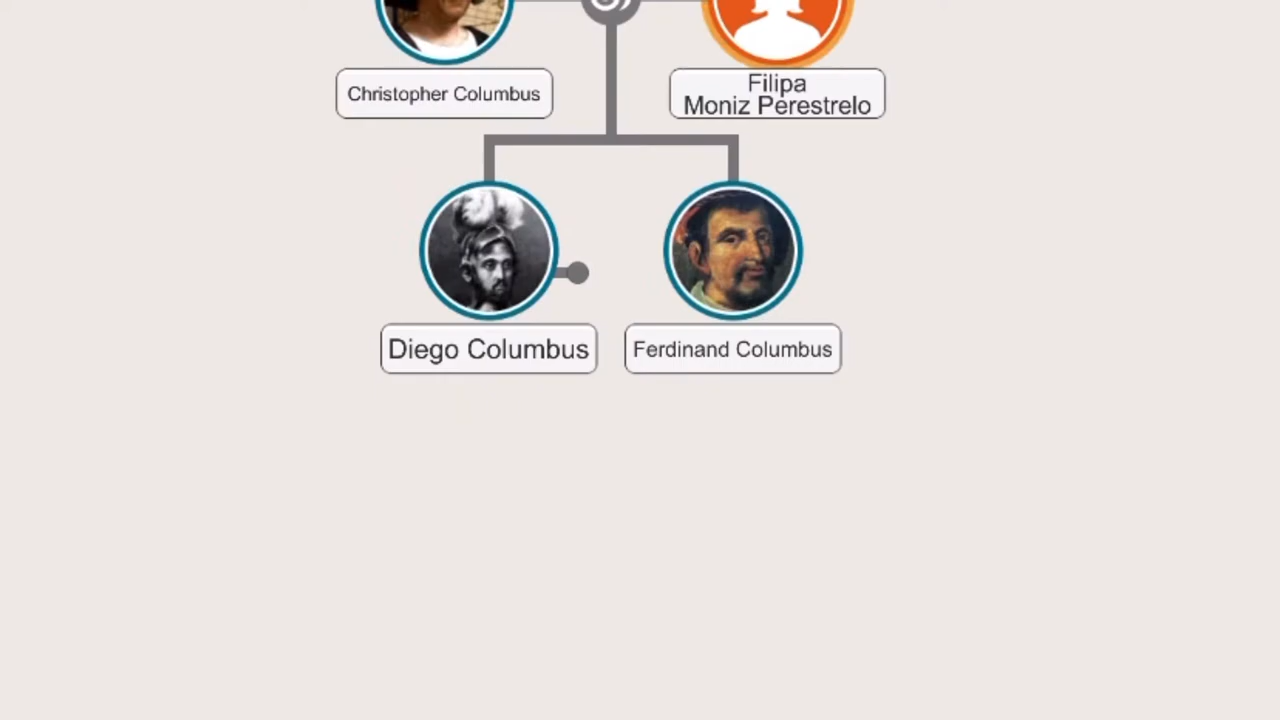 Christopher Columbus
Filipa
Moniz Perestrelo
Diego Columbus
Ferdinand Columbus